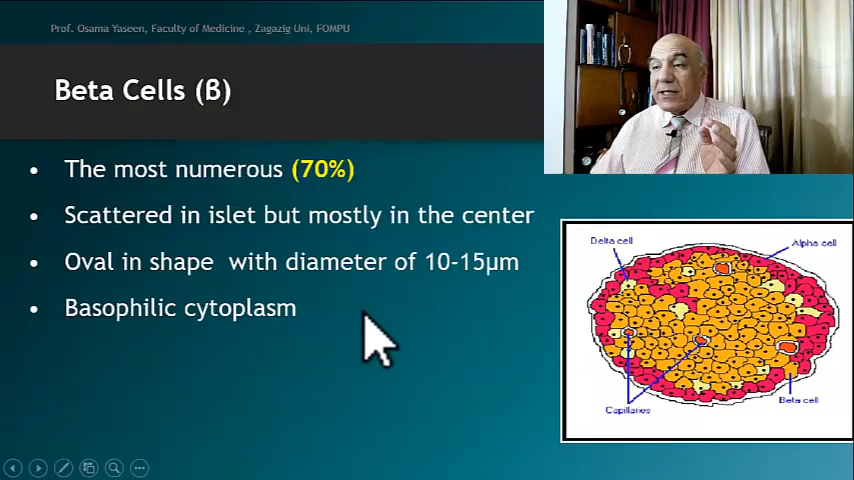 Prof. Osama Yaseen, Faculty of Medicine , Zagazig Uni, FOMPU
Beta Cells (ß)
• The most numerous (70%)
• Scattered in islet but mostly in the center
• Oval in shape with diameter of 10-15µm
• Basophilic cytoplasm
Delta cell
Alpha cell
Capillaries
Beta cell